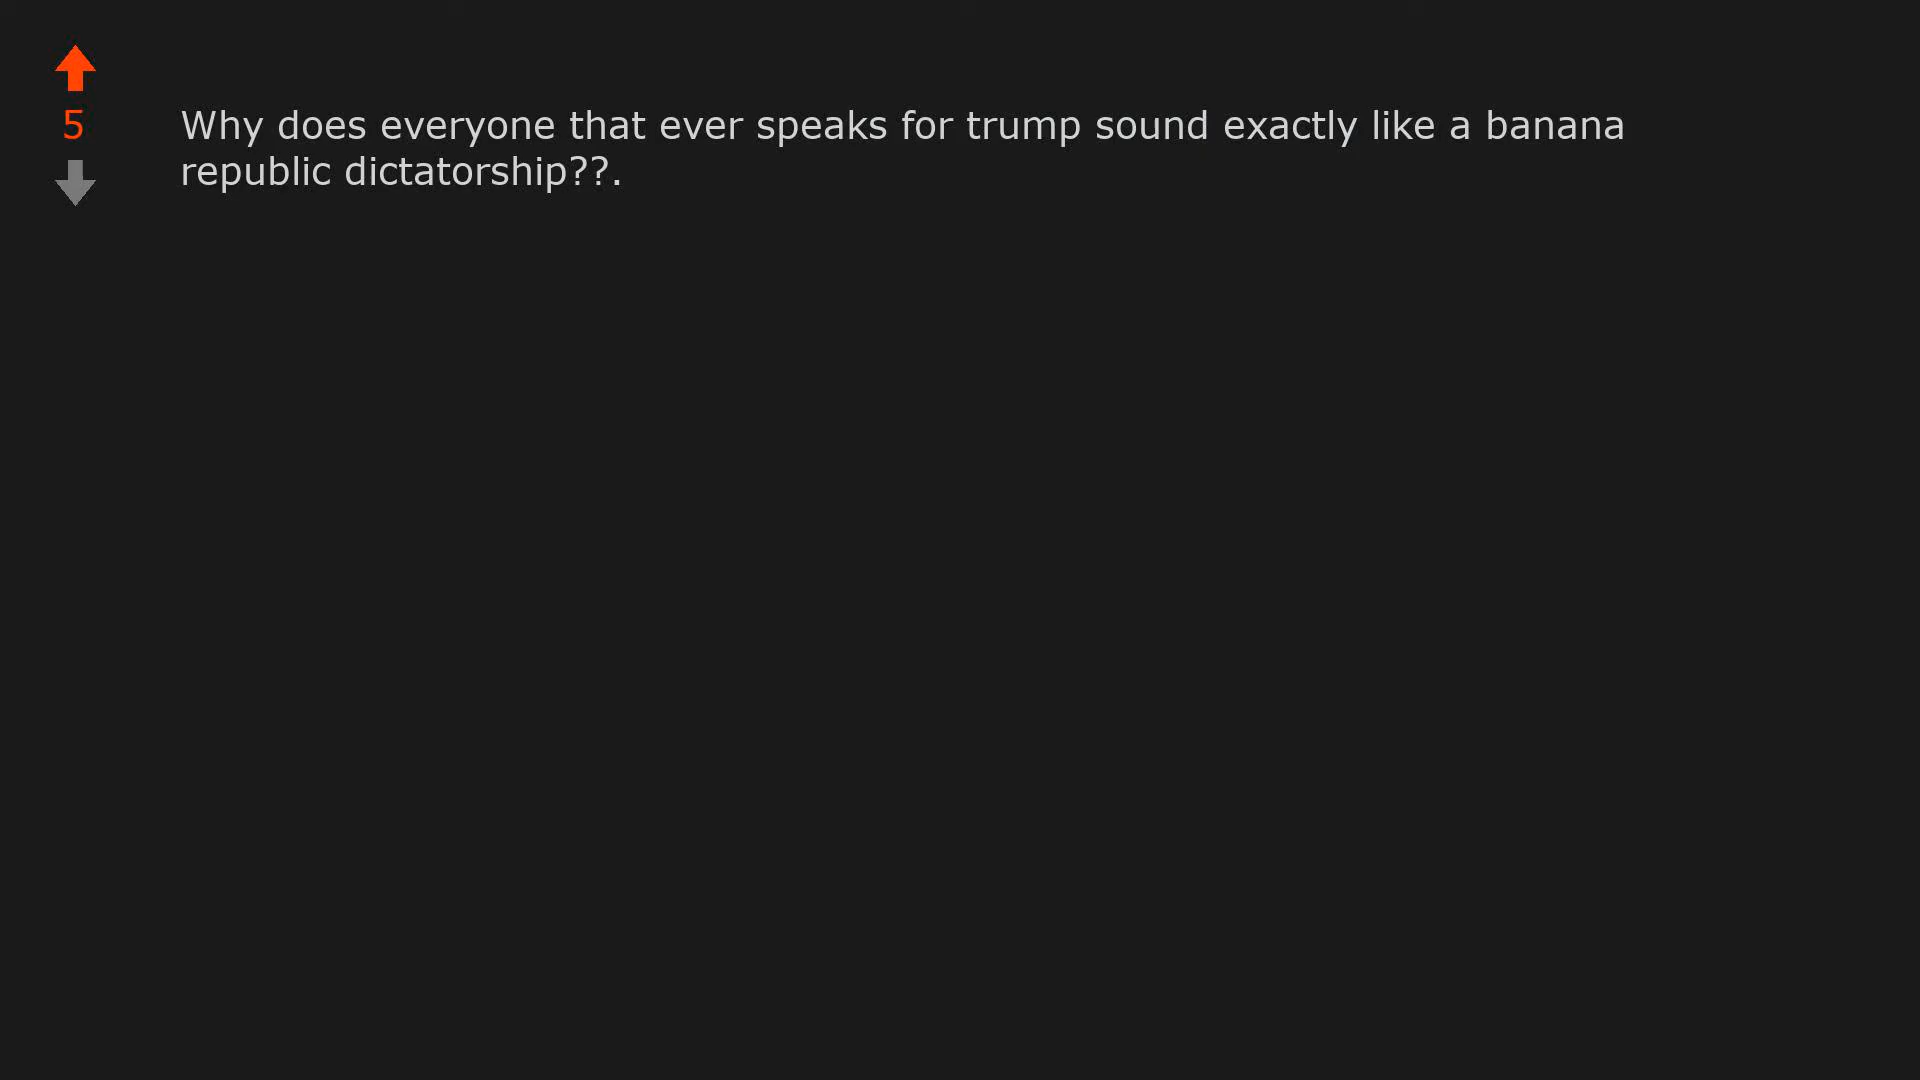 5
Why does everyone that ever speaks for trump sound exactly like a banana
republic dictatorship??.